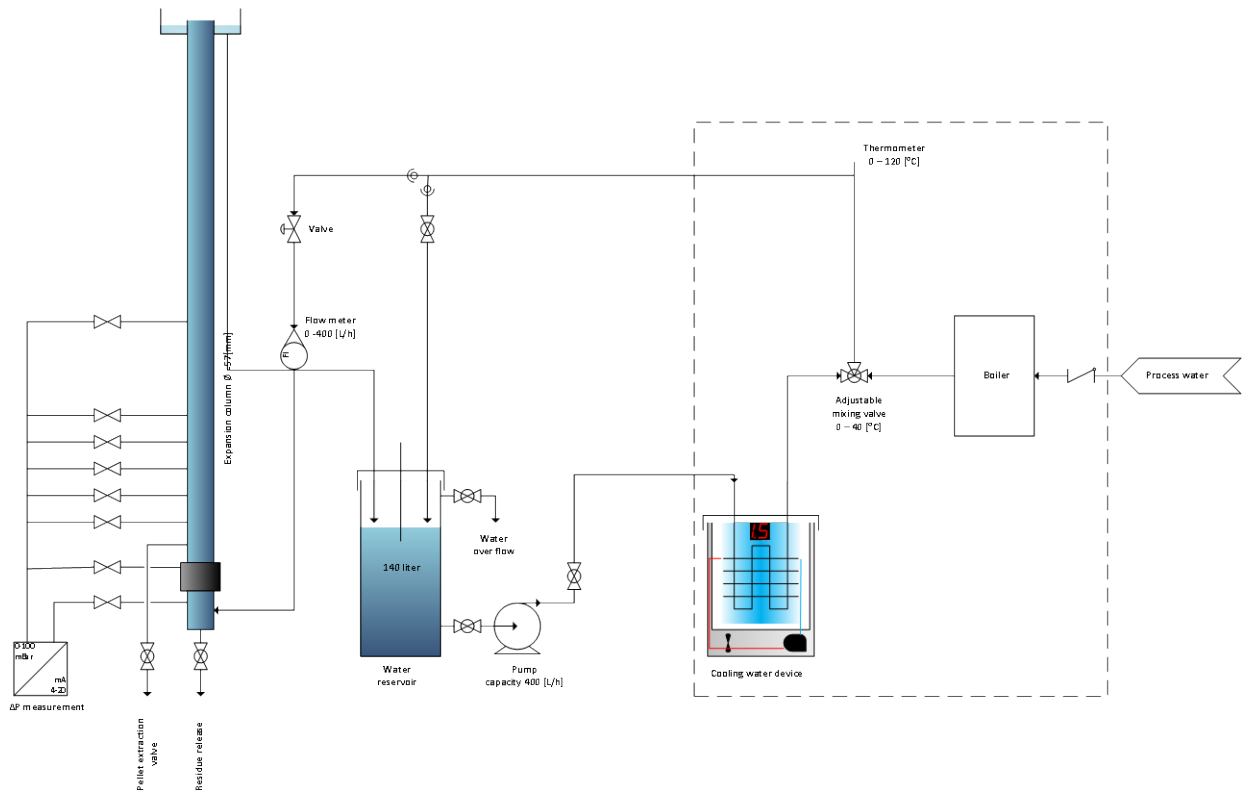 Thermometer
0 – 120 [°C]
Valve
Flow meter
0 -400 [L/h]
FI
Expansion column Ø =57[mm]
Process water
Boiler
Adjustable
mixing valve
0 – 40 [°C]
Water
over flow
140 liter
15
0-100
mBar
mA
4-20
ΔP measurement
Water
reservoir
Pump
capacity 400 [L/h]
Cooling water device
Pellet extraction
valve
Residue release